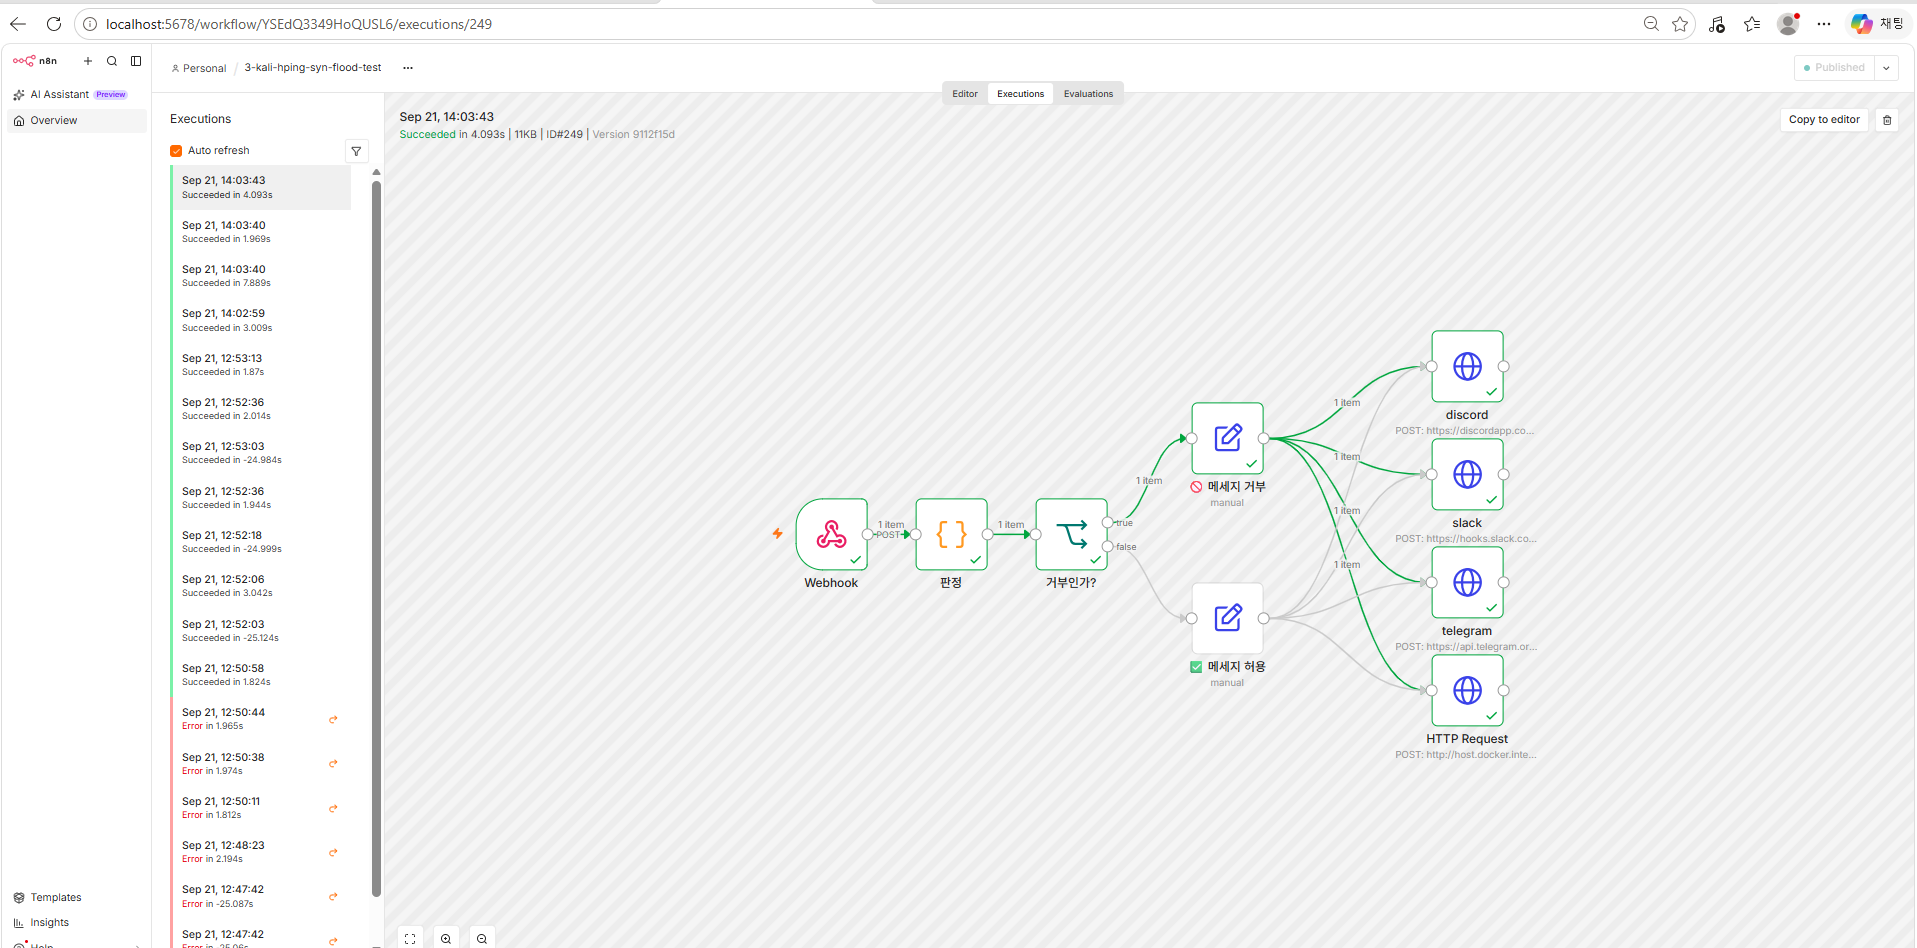 localhost:5678/workflow/YSEdQ3349HoQUSL6/executions/249
채팅
n8n
Personal / 3-kali-hping-syn-flood-test ...
Published
AI Assistant Preview
Overview
Editor Executions Evaluations
Executions
Auto refresh
Sep 21, 14:03:43
Succeeded in 4.093s
Sep 21, 14:03:40
Succeeded in 1.969s
Sep 21, 14:03:40
Succeeded in 7.889s
Sep 21, 14:02:59
Succeeded in 3.009s
Sep 21, 12:53:13
Succeeded in 1.87s
Sep 21, 12:52:36
Succeeded in 2.014s
Sep 21, 12:53:03
Succeeded in -24.984s
Sep 21, 12:52:36
Succeeded in 1.944s
Sep 21, 12:52:18
Succeeded in -24.999s
Sep 21, 12:52:06
Succeeded in 3.042s
Sep 21, 12:52:03
Succeeded in -25.124s
Sep 21, 12:50:58
Succeeded in 1.824s
Sep 21, 12:50:44
Error in 1.965s
Sep 21, 12:50:38
Error in 1.974s
Sep 21, 12:50:11
Error in 1.812s
Sep 21, 12:48:23
Error in 2.194s
Sep 21, 12:47:42
Error in -25.087s
Sep 21, 12:47:42
Error in -25.06s
Templates
Insights
Help
Sep 21, 14:03:43
Succeeded in 4.093s | 11KB | ID#249 | Version 9112f15d
Copy to editor
Webhook
1 item
POST
판정
1 item
거부인가?
true
false
1 item
🚫 메세지 거부
manual
✅ 메세지 허용
manual
1 item
1 item
1 item
1 item
discord
POST: https://discordapp.co...
slack
POST: https://hooks.slack.co...
telegram
POST: https://api.telegram.or...
HTTP Request
POST: http://host.docker.inte...